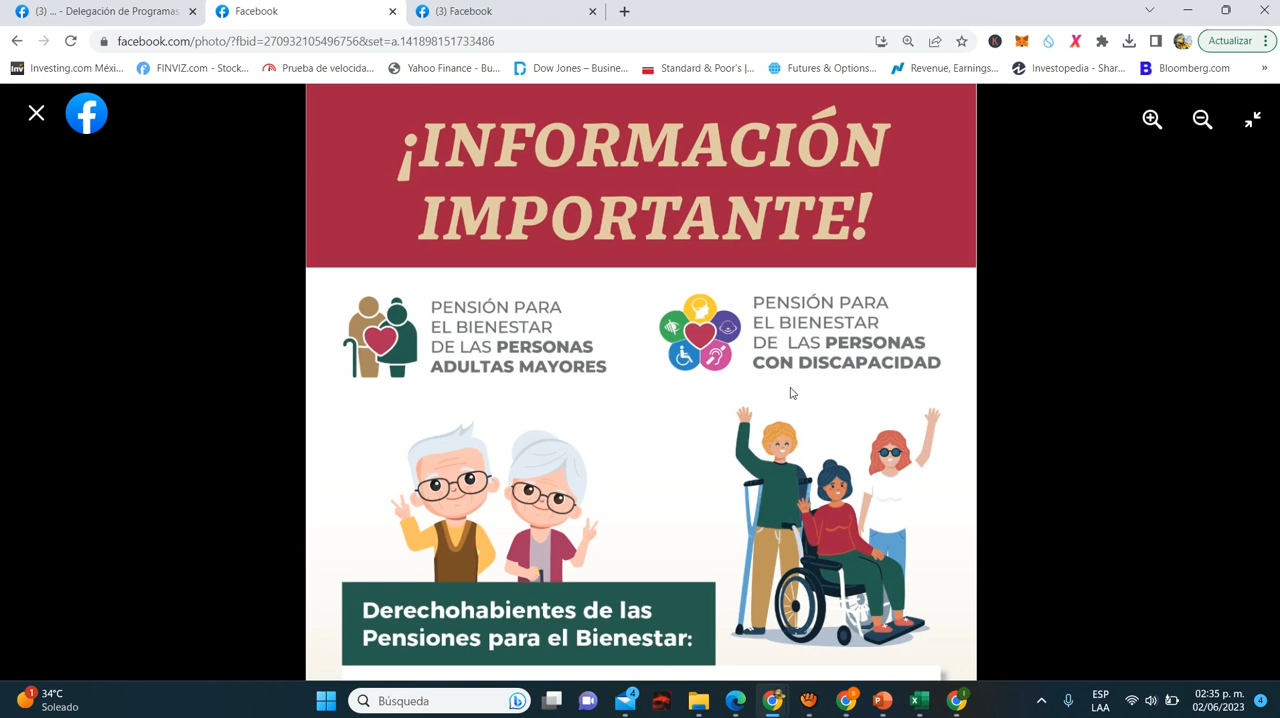 (3) ... - Delegación de Programas
Facebook
(3) Facebook
facebook.com/photo/?fbid=270932105496756&set=a.141898151733486
Actualizar
Investing.com Méxi...
FINVIZ.com - Stock...
Prueba de velocida...
Yahoo Finance - Bu...
Dow Jones – Busine...
Standard & Poor's |...
Futures & Options...
Revenue, Earnings...
Investopedia - Shar...
Bloomberg.com
»
¡INFORMACIÓN
IMPORTANTE!
PENSIÓN PARA
EL BIENESTAR
DE LAS PERSONAS
ADULTAS MAYORES
PENSIÓN PARA
EL BIENESTAR
DE LAS PERSONAS
CON DISCAPACIDAD
Derechohabientes de las
Pensiones para el Bienestar:
1
34°C
Soleado
Búsqueda
4
ESP
LAA
02:35 p. m.
02/06/2023
4